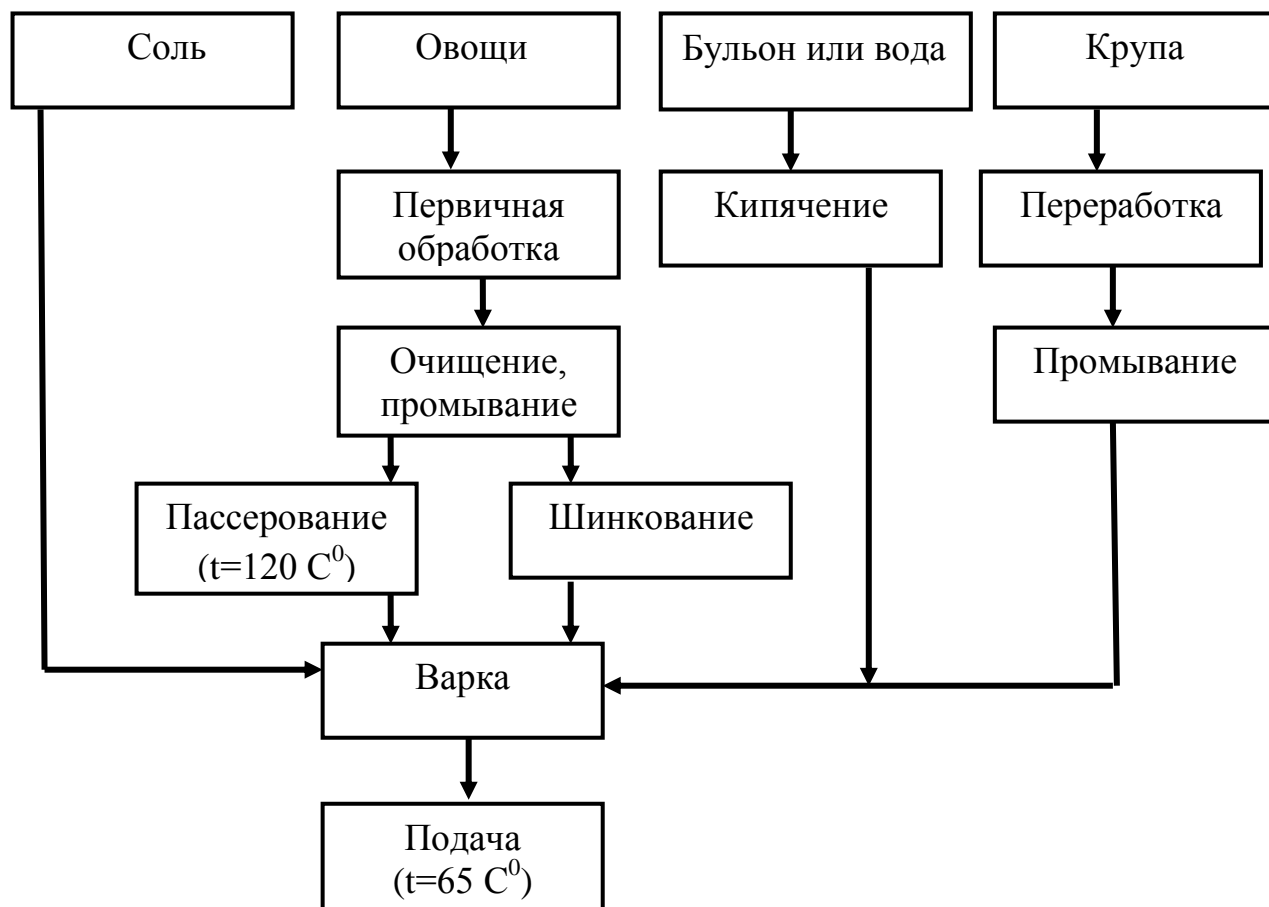 Соль
Овощи
Бульон или вода
Крупа
Первичная
обработка
Кипячение
Переработка
Очищение,
промывание
Промывание
Пассерование
(t=120 C⁰)
Шинкование
Варка
Подача
(t=65 C⁰)